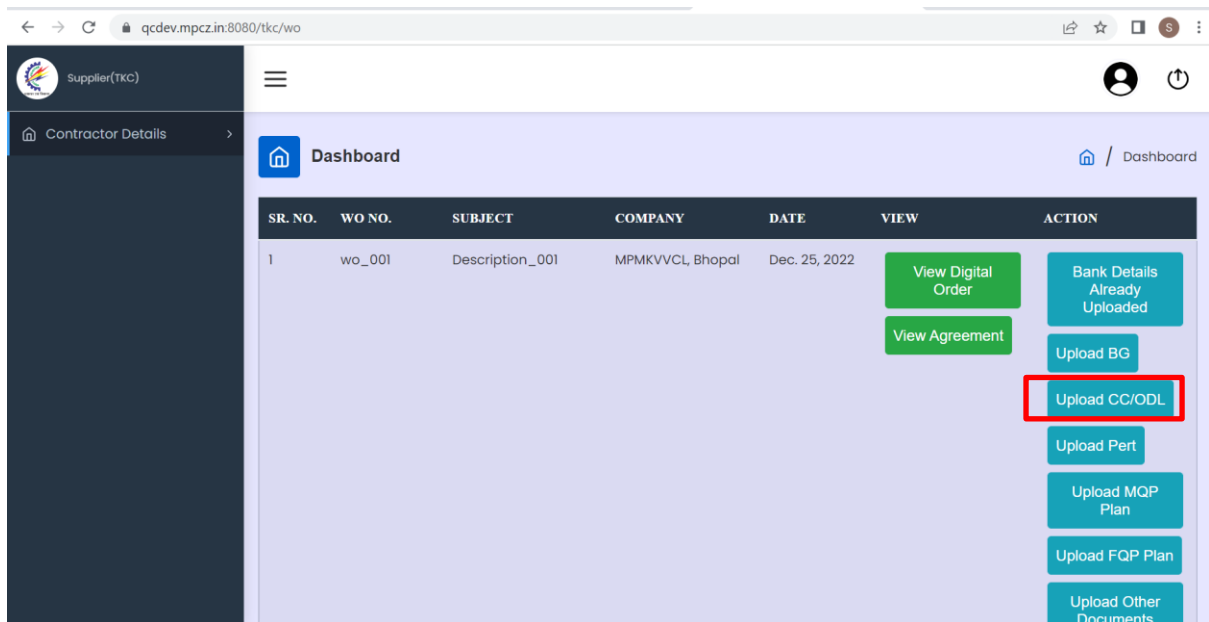 qcdev.mpcz.in:8080/tkc/wo
S
Supplier(TKC)
Contractor Details
Dashboard
/ Dashboard
SR. NO. WO NO. SUBJECT COMPANY DATE VIEW ACTION
1 wo_001 Description_001 MPMKVVCL, Bhopal Dec. 25, 2022
View Digital
Order
View Agreement
Bank Details
Already
Uploaded
Upload BG
Upload CC/ODL
Upload Pert
Upload MQP
Plan
Upload FQP Plan
Upload Other
Documents